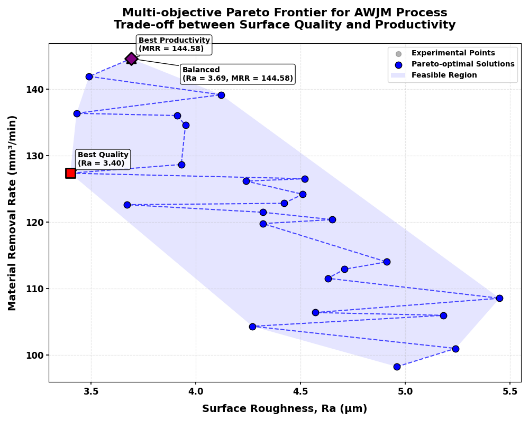 Multi-objective Pareto Frontier for AWJM Process
Trade-off between Surface Quality and Productivity
Best Productivity
(MRR = 144.58)
Balanced
(Ra = 3.69, MRR = 144.58)
Experimental Points
Pareto-optimal Solutions
Feasible Region
Best Quality
(Ra = 3.40)
Material Removal Rate (mm³/min)
140
130
120
110
100
3.5 4.0 4.5 5.0 5.5
Surface Roughness, Ra (μm)